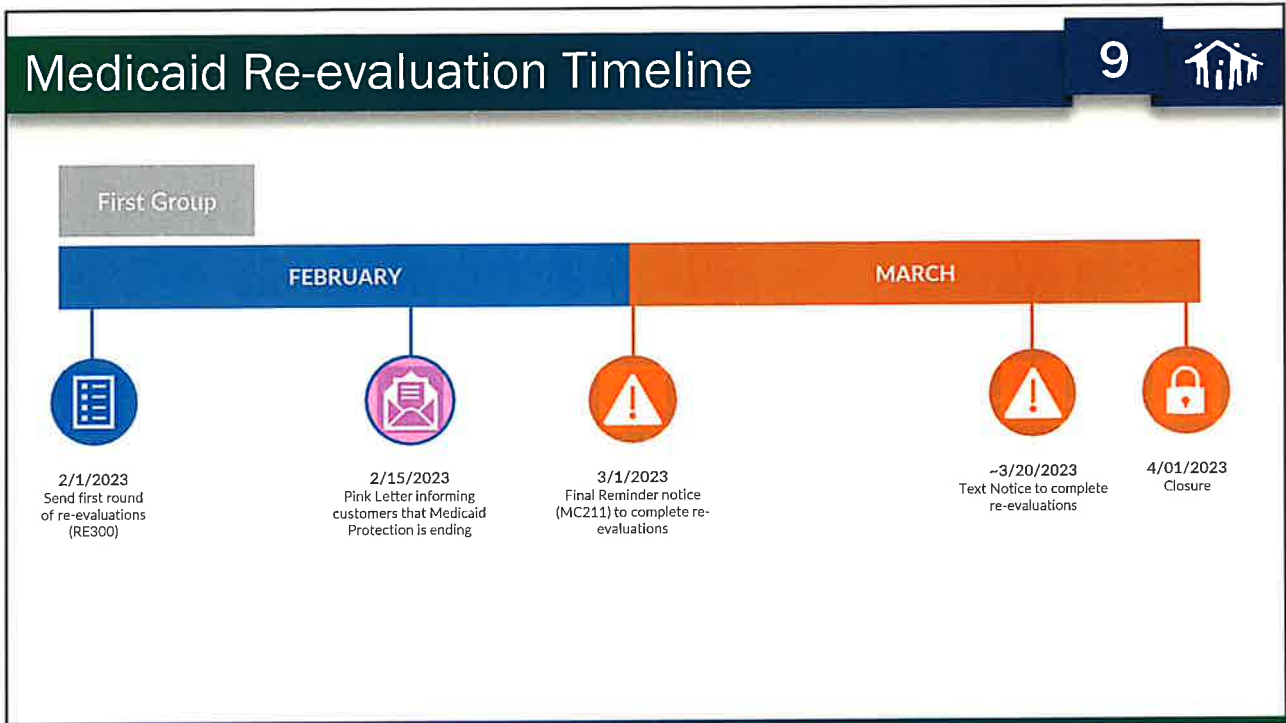 Medicaid Re-evaluation Timeline
9
First Group
FEBRUARY
MARCH
2/1/2023
Send first round
of re-evaluations
(RE300)
2/15/2023
Pink Letter informing
customers that Medicaid
Protection is ending
3/1/2023
Final Reminder notice
(MC211) to complete re-
evaluations
~3/20/2023
Text Notice to complete
re-evaluations
4/01/2023
Closure